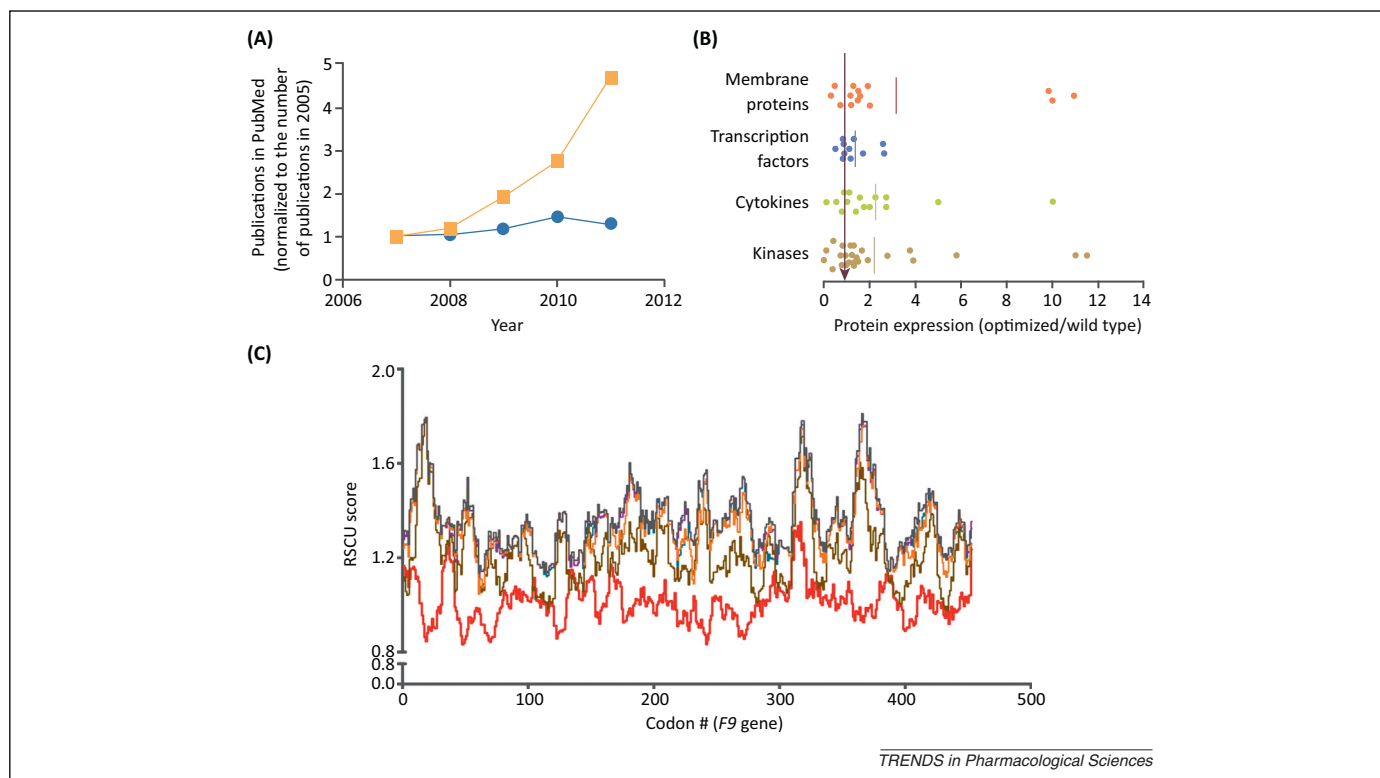 (A)
Publications in PubMed
(normalized to the number
of publications in 2005)
5
4
3
2
1
0
2006
2008
2010
2012
Year
(B)
Membrane
proteins
Transcription
factors
Cytokines
Kinases
0
2
4
6
8
10
12
14
Protein expression (optimized/wild type)
(C)
RSCU score
2.0
1.6
1.2
0.8
0.8
0.0
0
100
200
300
400
500
Codon # (F9 gene)
TRENDS in Pharmacological Sciences